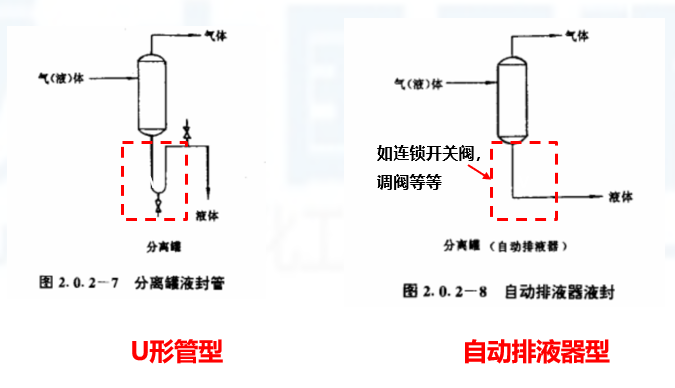 气体
气(液)体
液体
分离罐
图 2.0.2-7 分离罐液封管
U形管型
气体
气(液)体
如连锁开关阀，
调阀等等
液体
分离罐 (自动排液器)
图 2.0.2-8 自动排液器液封
自动排液器型